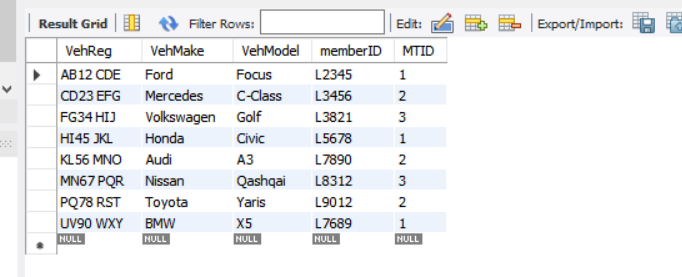 Result Grid Filter Rows: Edit: Export/Import:
VehReg VehMake VehModel memberID MTID
AB12 CDE Ford Focus L2345 1
CD23 EFG Mercedes C-Class L3456 2
FG34 HIJ Volkswagen Golf L3821 3
HI45 JKL Honda Civic L5678 1
KL56 MNO Audi A3 L7890 2
MN67 PQR Nissan Qashqai L8312 3
PQ78 RST Toyota Yaris L9012 2
UV90 WXY BMW X5 L7689 1
NULL NULL NULL NULL NULL